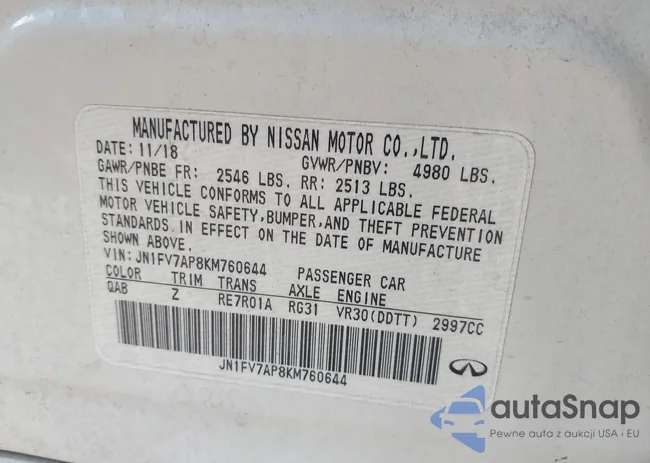 MANUFACTURED BY NISSAN MOTOR CO.,LTD.
DATE: 11/18 GVWR/PNBV: 4980 LBS.
GAWR/PNBE FR: 2546 LBS. RR: 2513 LBS.
THIS VEHICLE CONFORMS TO ALL APPLICABLE FEDERAL
MOTOR VEHICLE SAFETY,BUMPER,AND THEFT PREVENTION
STANDARDS IN EFFECT ON THE DATE OF MANUFACTURE
SHOWN ABOVE.
VIN: JN1FV7AP8KM760644 PASSENGER CAR
COLOR TRIM TRANS AXLE ENGINE
QAB Z RE7R01A RG31 VR30(DDTT) 2997CC
JN1FV7AP8KM760644
autoSnap
Pewne auta z aukcji USA i EU